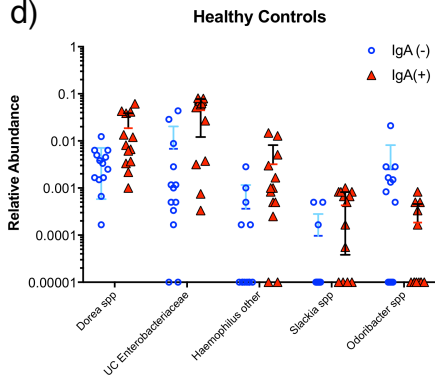 d)
Healthy Controls
IgA (-)
IgA(+)
Relative Abundance
1
0.1
0.01
0.001
0.0001
0.00001
Dorea spp
UC Enterobacteriaceae
Haemophilus other
Slackia spp
Odoribacter spp